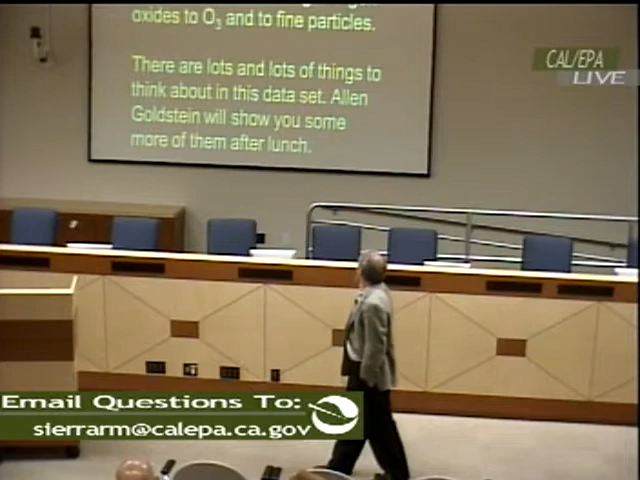 oxides to O3 and to fine particles.
There are lots and lots of things to
think about in this data set. Allen
Goldstein will show you some
more of them after lunch.
CAL/EPA
LIVE
Email Questions To:
sierrarm@calepa.ca.gov